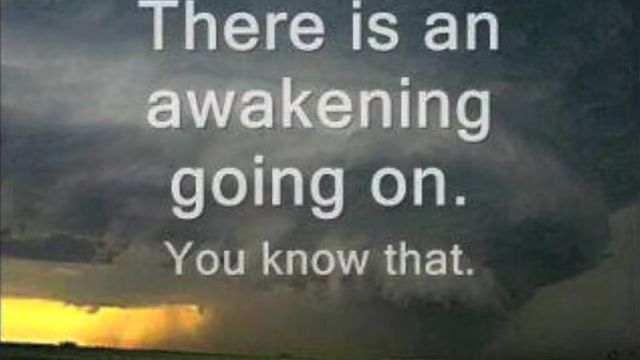 There is an
awakening
going on.
You know that.